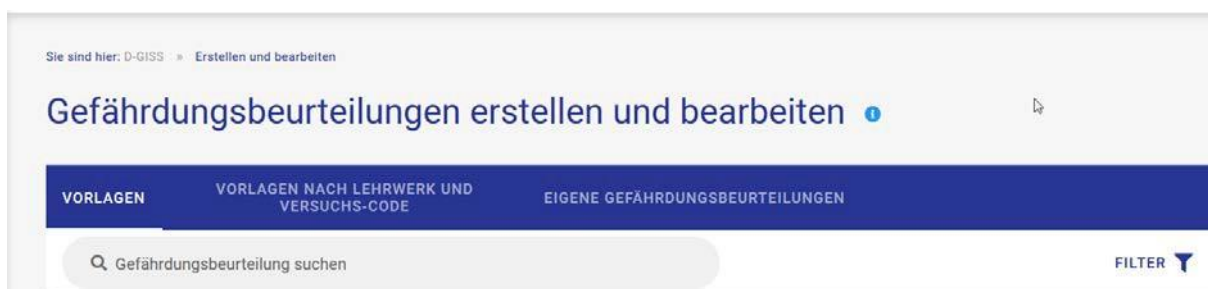 Sie sind hier: D-GISS » Erstellen und bearbeiten
Gefährdungsbeurteilungen erstellen und bearbeiten i
VORLAGEN
VORLAGEN NACH LEHRWERK UND
VERSUCHS-CODE
EIGENE GEFÄHRDUNGSBEURTEILUNGEN
Gefährdungsbeurteilung suchen
FILTER